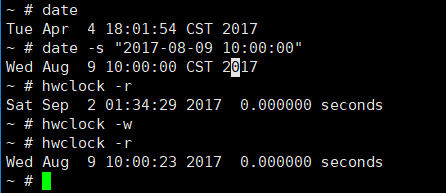 ~ # date
Tue Apr  4 18:01:54 CST 2017
~ # date -s "2017-08-09 10:00:00"
Wed Aug  9 10:00:00 CST 2017
~ # hwclock -r
Sat Sep  2 01:34:29 2017  0.000000 seconds
~ # hwclock -w
~ # hwclock -r
Wed Aug  9 10:00:23 2017  0.000000 seconds
~ #